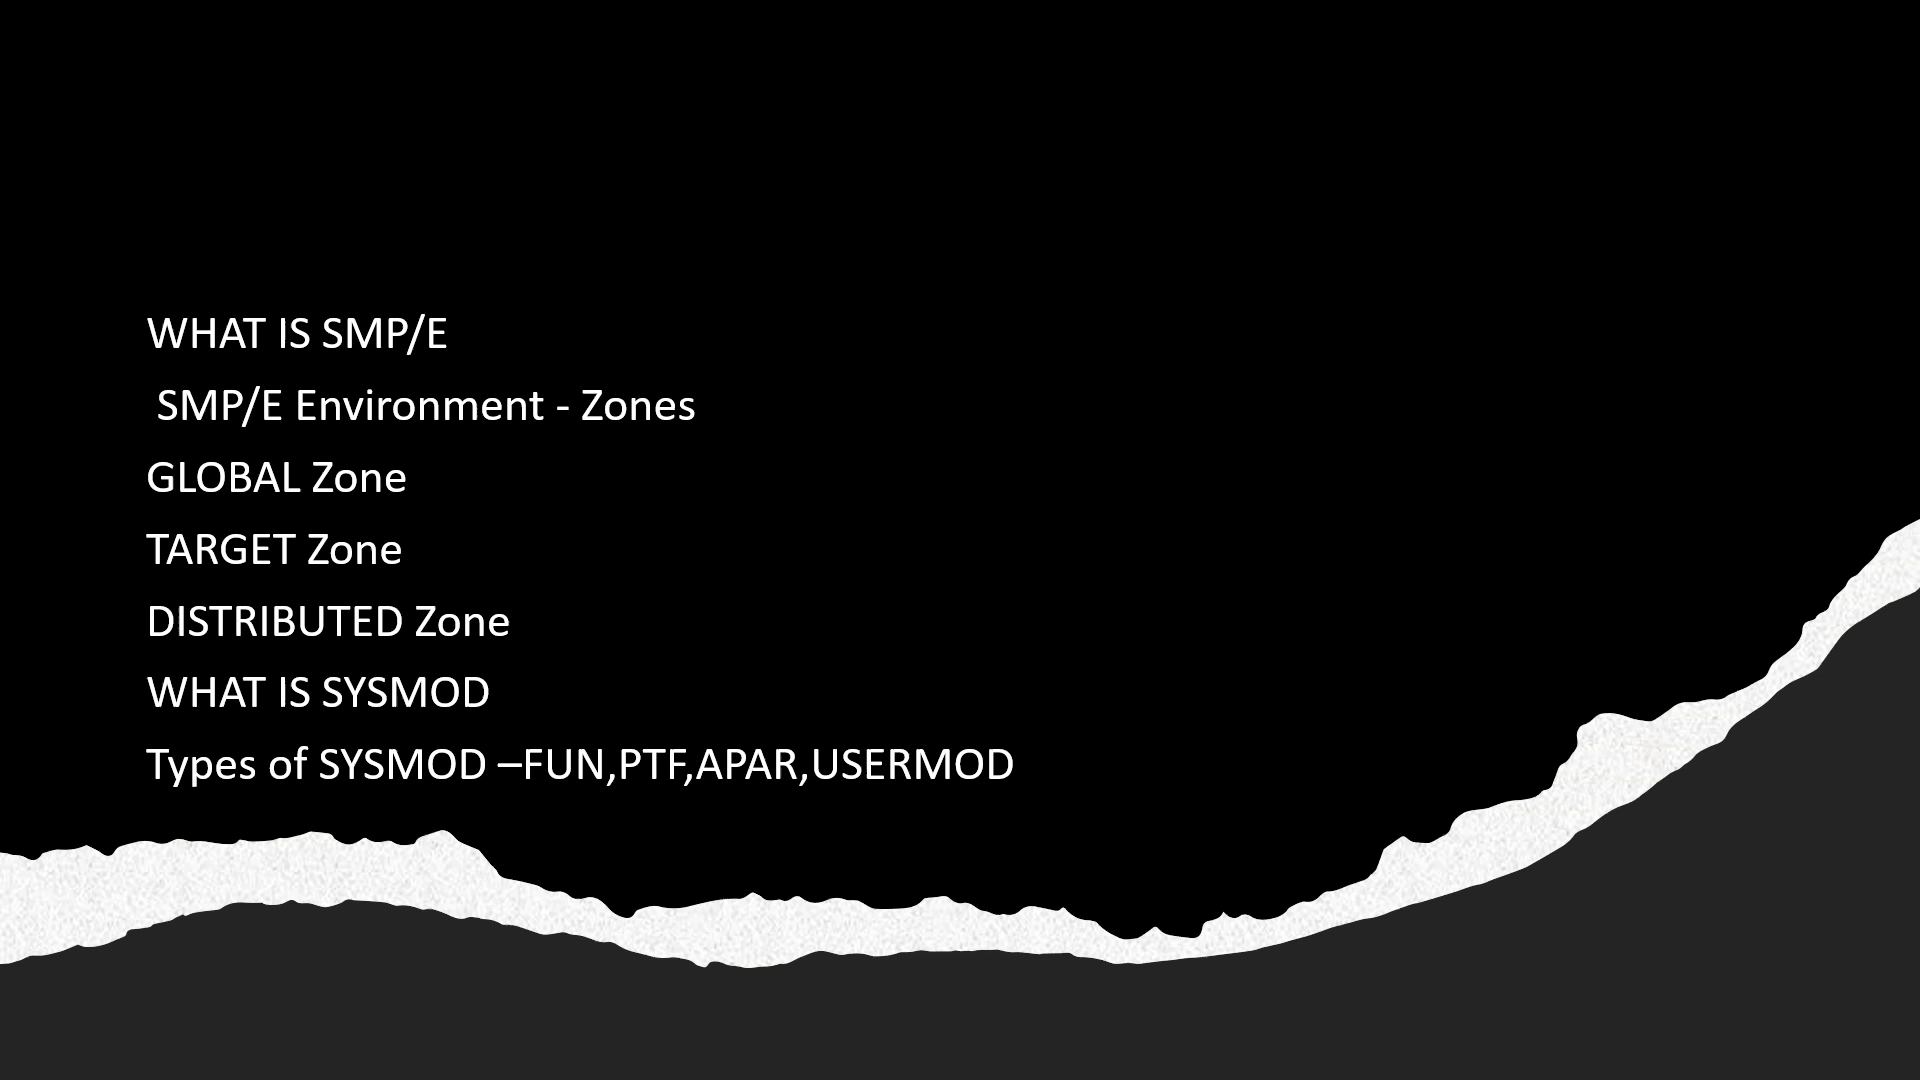 WHAT IS SMP/E
SMP/E Environment - Zones
GLOBAL Zone
TARGET Zone
DISTRIBUTED Zone
WHAT IS SYSMOD
Types of SYSMOD –FUN,PTF,APAR,USERMOD